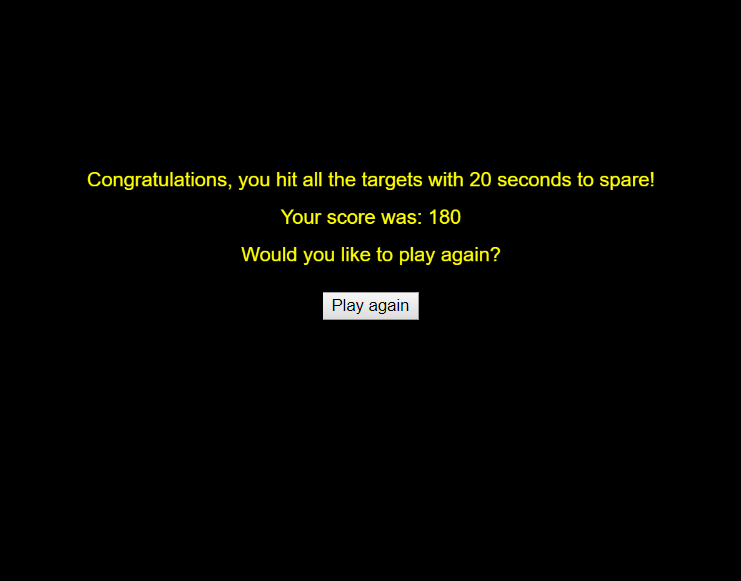 Congratulations, you hit all the targets with 20 seconds to spare!
Your score was: 180
Would you like to play again?
Play again